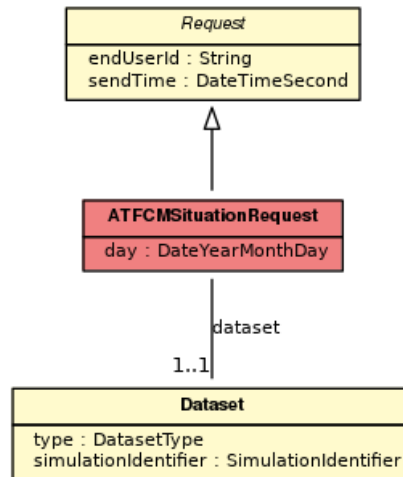 Request
endUserId : String
sendTime : DateTimeSecond
ATFCMSituationRequest
day : DateYearMonthDay
dataset
1..1
Dataset
type : DatasetType
simulationIdentifier : SimulationIdentifier